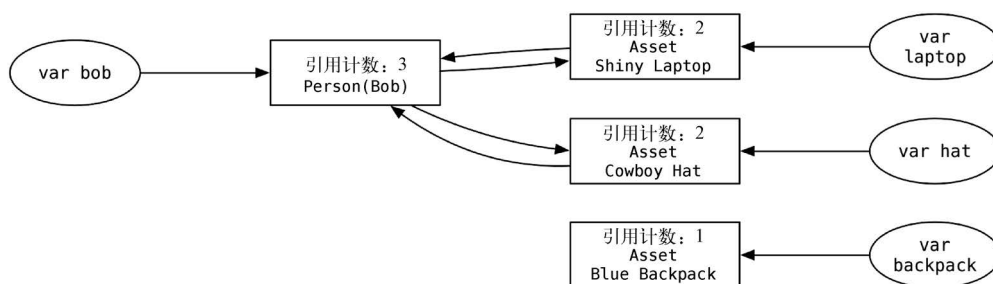 var bob
引用计数：3
Person(Bob)
引用计数：2
Asset
Shiny Laptop
var
laptop
引用计数：2
Asset
Cowboy Hat
var hat
引用计数：1
Asset
Blue Backpack
var
backpack